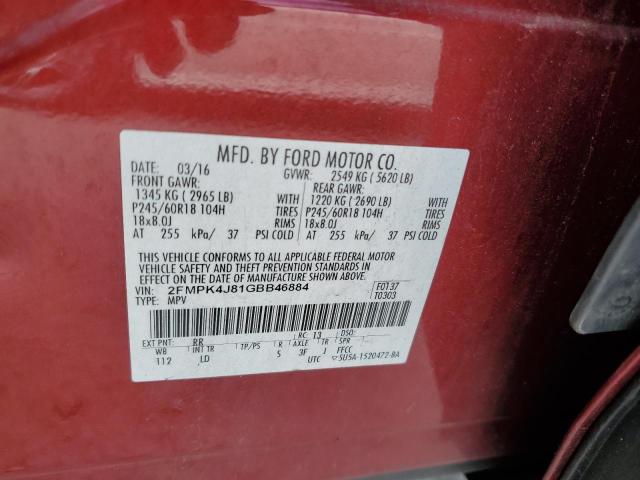 MFD. BY FORD MOTOR CO.
DATE: 03/16 GVWR: 2549 KG ( 5620 LB)
FRONT GAWR: REAR GAWR:
1345 KG ( 2965 LB) WITH 1220 KG ( 2690 LB) WITH
P245/60R18 104H TIRES P245/60R18 104H TIRES
18x8.0J RIMS 18x8.0J RIMS
AT 255 kPa/ 37 PSI COLD AT 255 kPa/ 37 PSI COLD
THIS VEHICLE CONFORMS TO ALL APPLICABLE FEDERAL MOTOR
VEHICLE SAFETY AND THEFT PREVENTION STANDARDS IN
EFFECT ON THE DATE OF MANUFACTURE SHOWN ABOVE.
VIN: 2FMPK4J81GBB46884 F0137
TYPE: MPV T0303
EXT PNT: RR RC: 13 DSO:
WB INT TR TP/PS R AXLE TR SPR
112 LD S 3F J FFCC
UTC ▽5U5A-1520472-BA